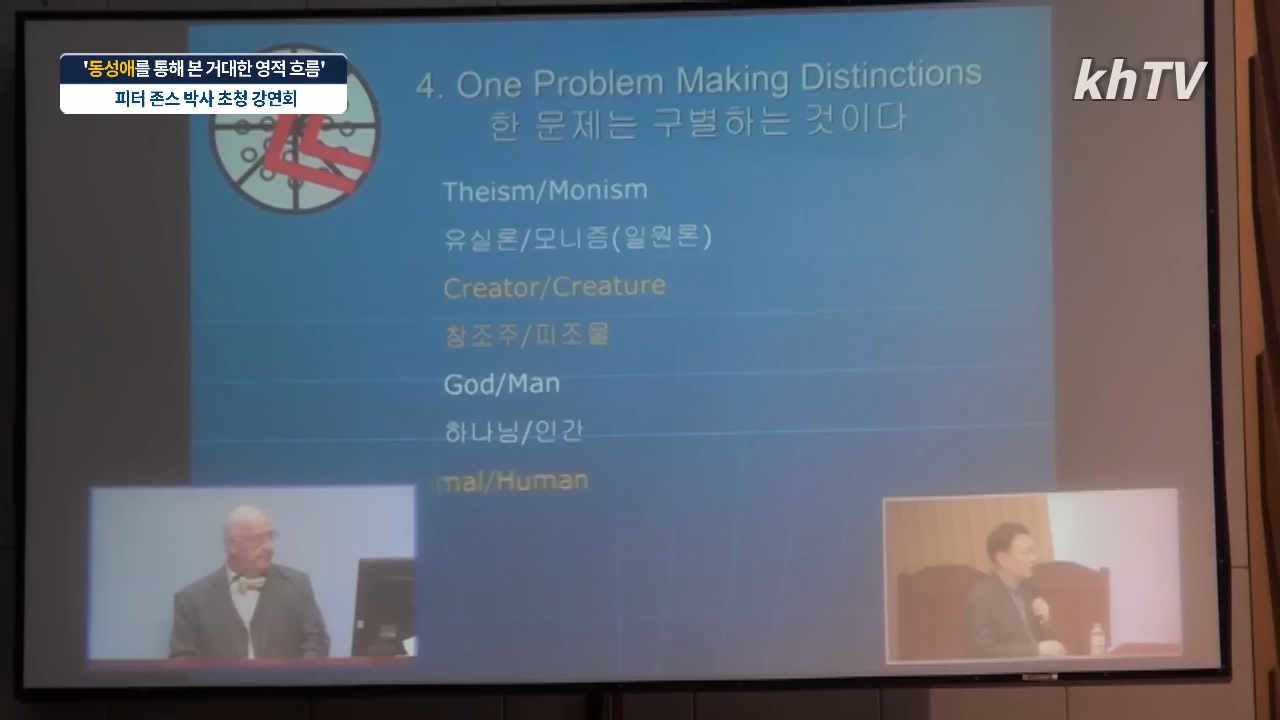 '동성애를 통해 본 거대한 영적 흐름'
피터 존스 박사 초청 강연회
khTV
4. One Problem Making Distinctions
한 문제는 구별하는 것이다
Theism/Monism
유실론/모니즘(일원론)
Creator/Creature
창조주/피조물
God/Man
하나님/인간
mal/Human